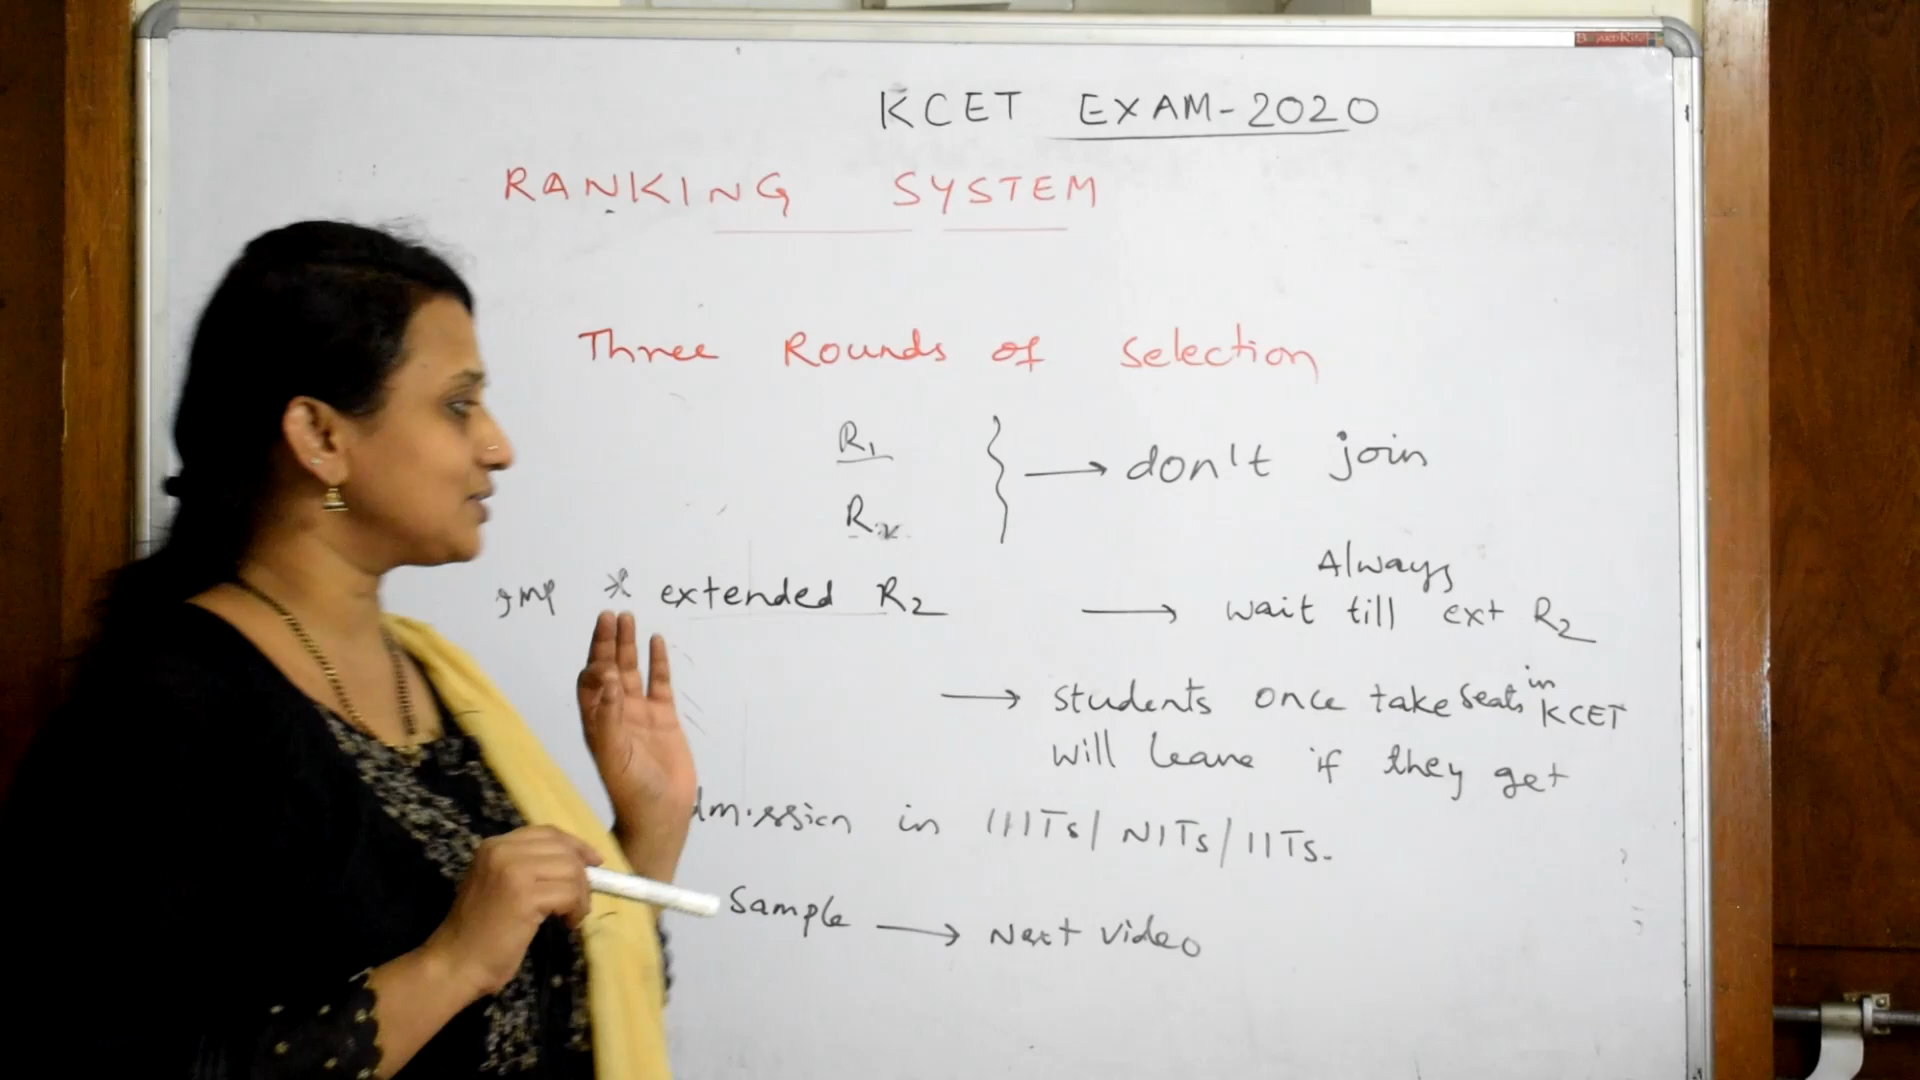 KCET EXAM-2020
RANKING SYSTEM
Three Rounds of Selection
R1
don't join
R2
Always
Imp * extended R2 → wait till ext R2
→ students once take seats in KCET
will leave if they get
dmission in IIITs/NITs/IITs.
Sample → Next video